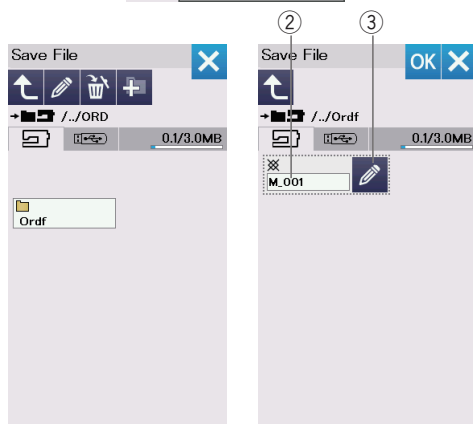 ② ③
Save File
/../ORD
0.1/3.0MB
Ordf
Save File
OK
/../Ordf
0.1/3.0MB
M_001